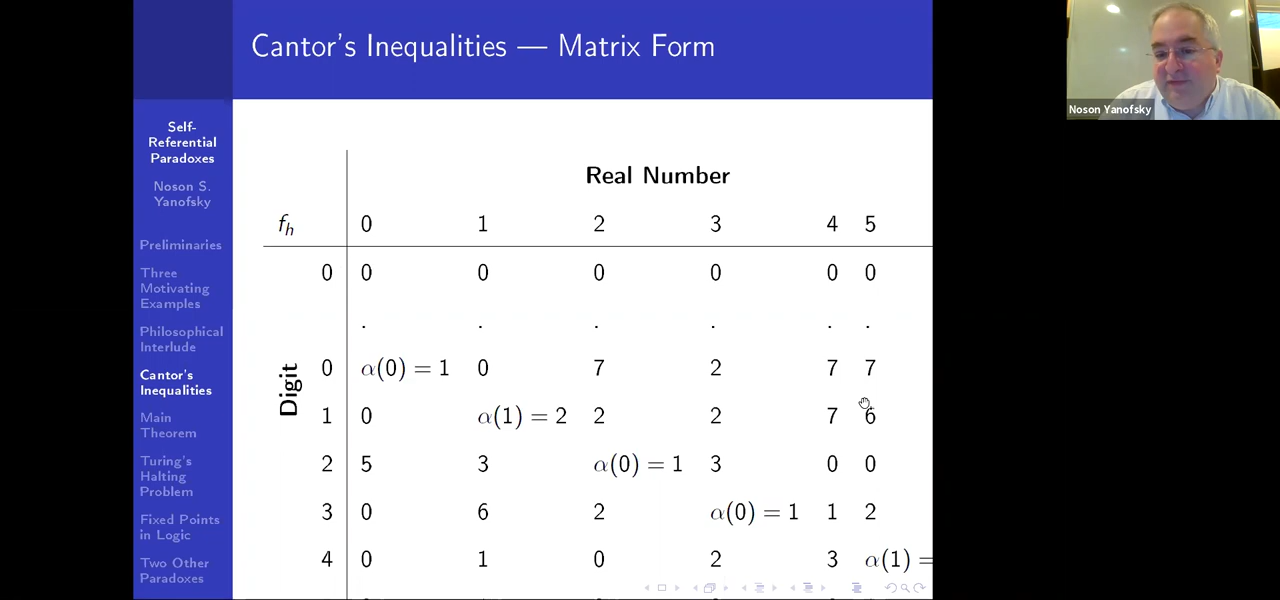 Cantor's Inequalities — Matrix Form
Noson Yanofsky
Self-
Referential
Paradoxes
Noson S.
Yanofsky
Preliminaries
Three
Motivating
Examples
Philosophical
Interlude
Cantor's
Inequalities
Main
Theorem
Turing's
Halting
Problem
Fixed Points
in Logic
Two Other
Paradoxes
Real Number
f_h 0 1 2 3 4 5
0 0 0 0 0 0 0
. . . . . .
Digit
0 α(0) = 1 0 7 2 7 7
1 0 α(1) = 2 2 2 7 6
2 5 3 α(0) = 1 3 0 0
3 0 6 2 α(0) = 1 1 2
4 0 1 0 2 3 α(1) =